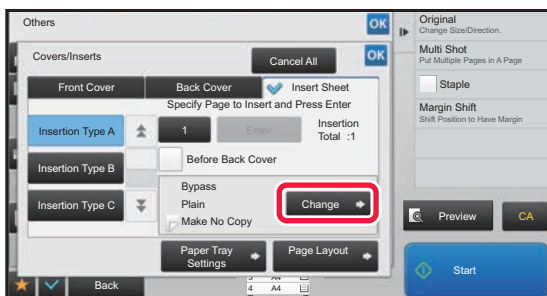 Others
OK
Covers/Inserts
Cancel All
OK
Front Cover
Back Cover
Insert Sheet
Specify Page to Insert and Press Enter
Insertion Type A
1
Enter
Insertion
Total :1
Insertion Type B
Before Back Cover
Insertion Type C
Bypass
Plain
Make No Copy
Change
Paper Tray
Settings
Page Layout
Back
3 A4
4 A4
Original
Change Size/Direction.
Multi Shot
Put Multiple Pages in A Page
Staple
Margin Shift
Shift Position to Have Margin
Preview
CA
Start